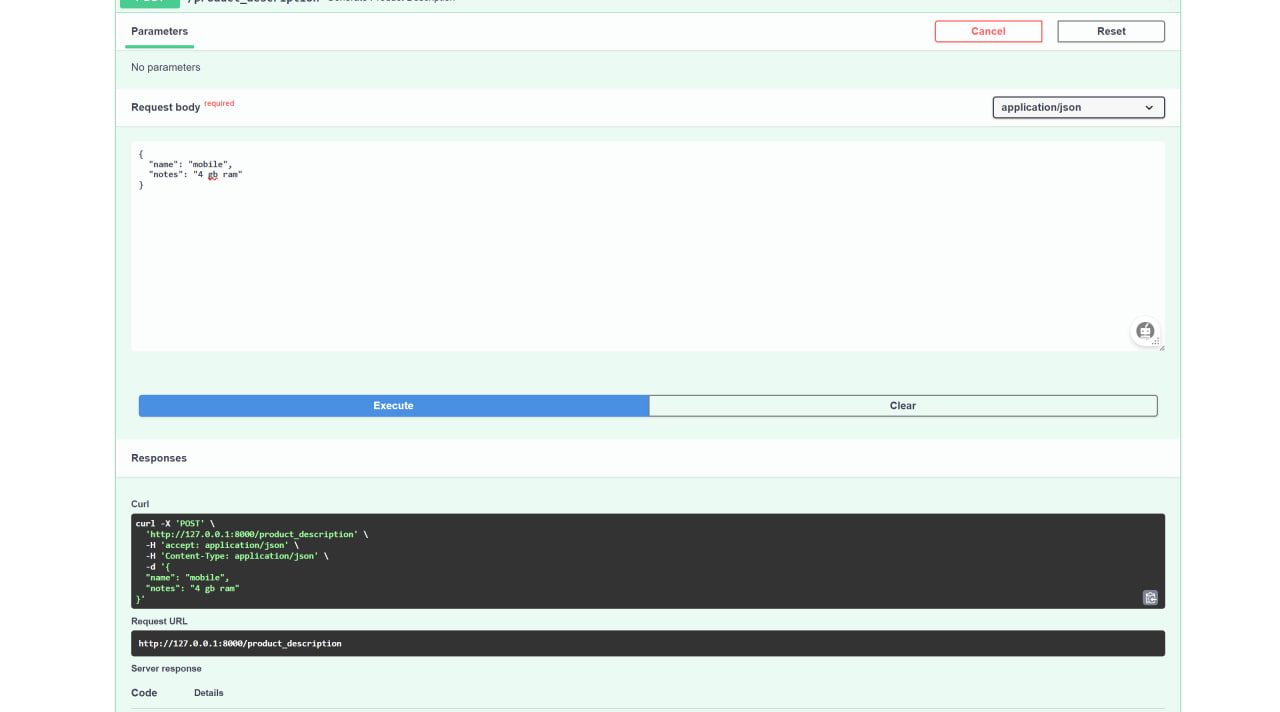 /product_description Generate Product Description
Parameters
Cancel
Reset
No parameters
Request body required
application/json
{
"name": "mobile",
"notes": "4 gb ram"
}
Execute
Clear
Responses
Curl
curl -X 'POST' \
'http://127.0.0.1:8000/product_description' \
-H 'accept: application/json' \
-H 'Content-Type: application/json' \
-d '{
"name": "mobile",
"notes": "4 gb ram"
}'
Request URL
http://127.0.0.1:8000/product_description
Server response
Code Details